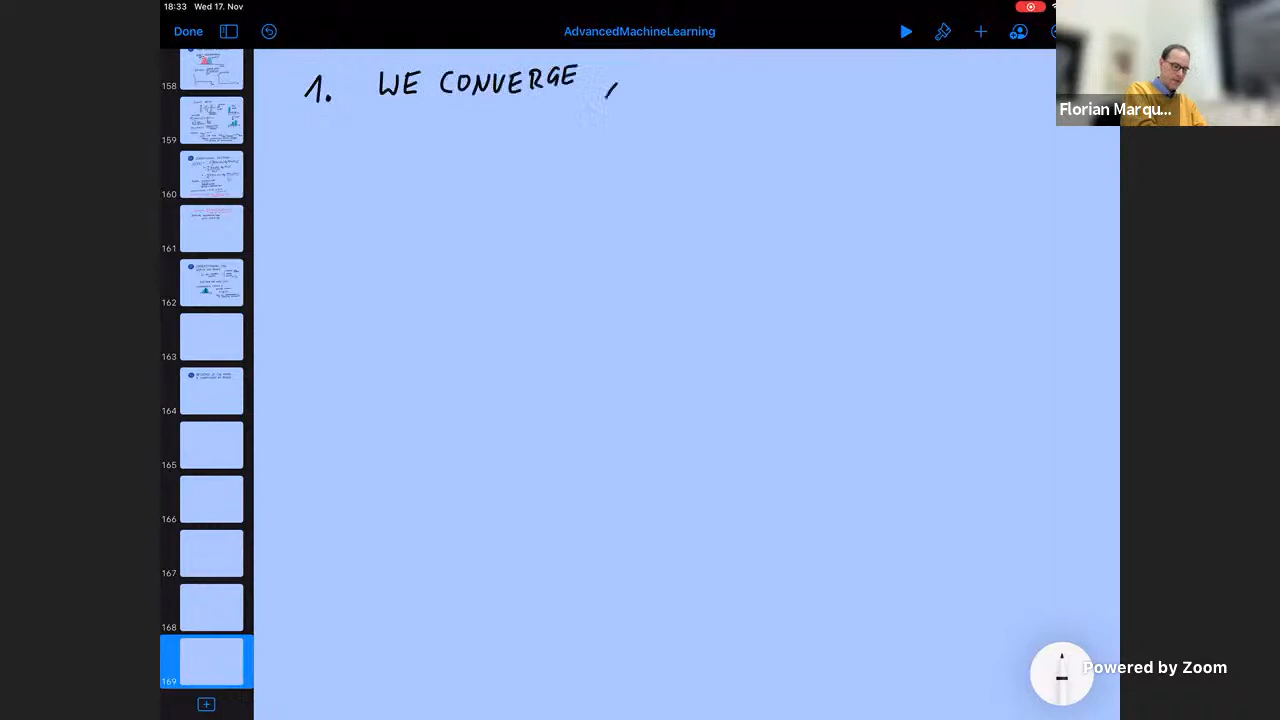 18:33 Wed 17. Nov
Done
AdvancedMachineLearning
1. WE CONVERGE
Florian Marqu...
158
159
160
161
162
163
164
165
166
167
168
169
Powered by Zoom